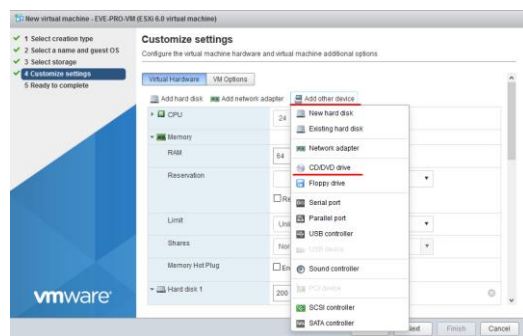 New virtual machine - EVE-PRO-VM (ESXi 6.0 virtual machine)
1 Select creation type
2 Select a name and guest OS
3 Select storage
4 Customize settings
5 Ready to complete
Customize settings
Configure the virtual machine hardware and virtual machine additional options
Virtual Hardware VM Options
Add hard disk Add network adapter Add other device
CPU 24
Memory
RAM 64
Reservation
Re
Limit Unli
Shares Nor
Memory Hot Plug En
Hard disk 1 200
New hard disk
Existing hard disk
Network adapter
CD/DVD drive
Floppy drive
Serial port
Parallel port
USB controller
USB device
Sound controller
PCI device
SCSI controller
SATA controller
vmware
Next Finish Cancel